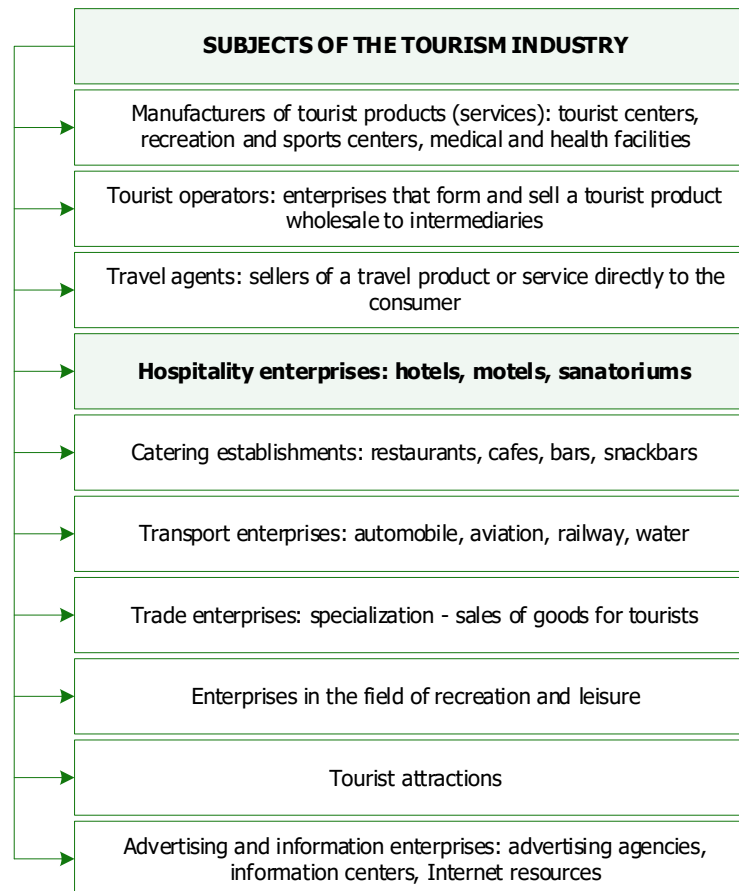 SUBJECTS OF THE TOURISM INDUSTRY
Manufacturers of tourist products (services): tourist centers,
recreation and sports centers, medical and health facilities
Tourist operators: enterprises that form and sell a tourist product
wholesale to intermediaries
Travel agents: sellers of a travel product or service directly to the
consumer
Hospitality enterprises: hotels, motels, sanatoriums
Catering establishments: restaurants, cafes, bars, snackbars
Transport enterprises: automobile, aviation, railway, water
Trade enterprises: specialization - sales of goods for tourists
Enterprises in the field of recreation and leisure
Tourist attractions
Advertising and information enterprises: advertising agencies,
information centers, Internet resources